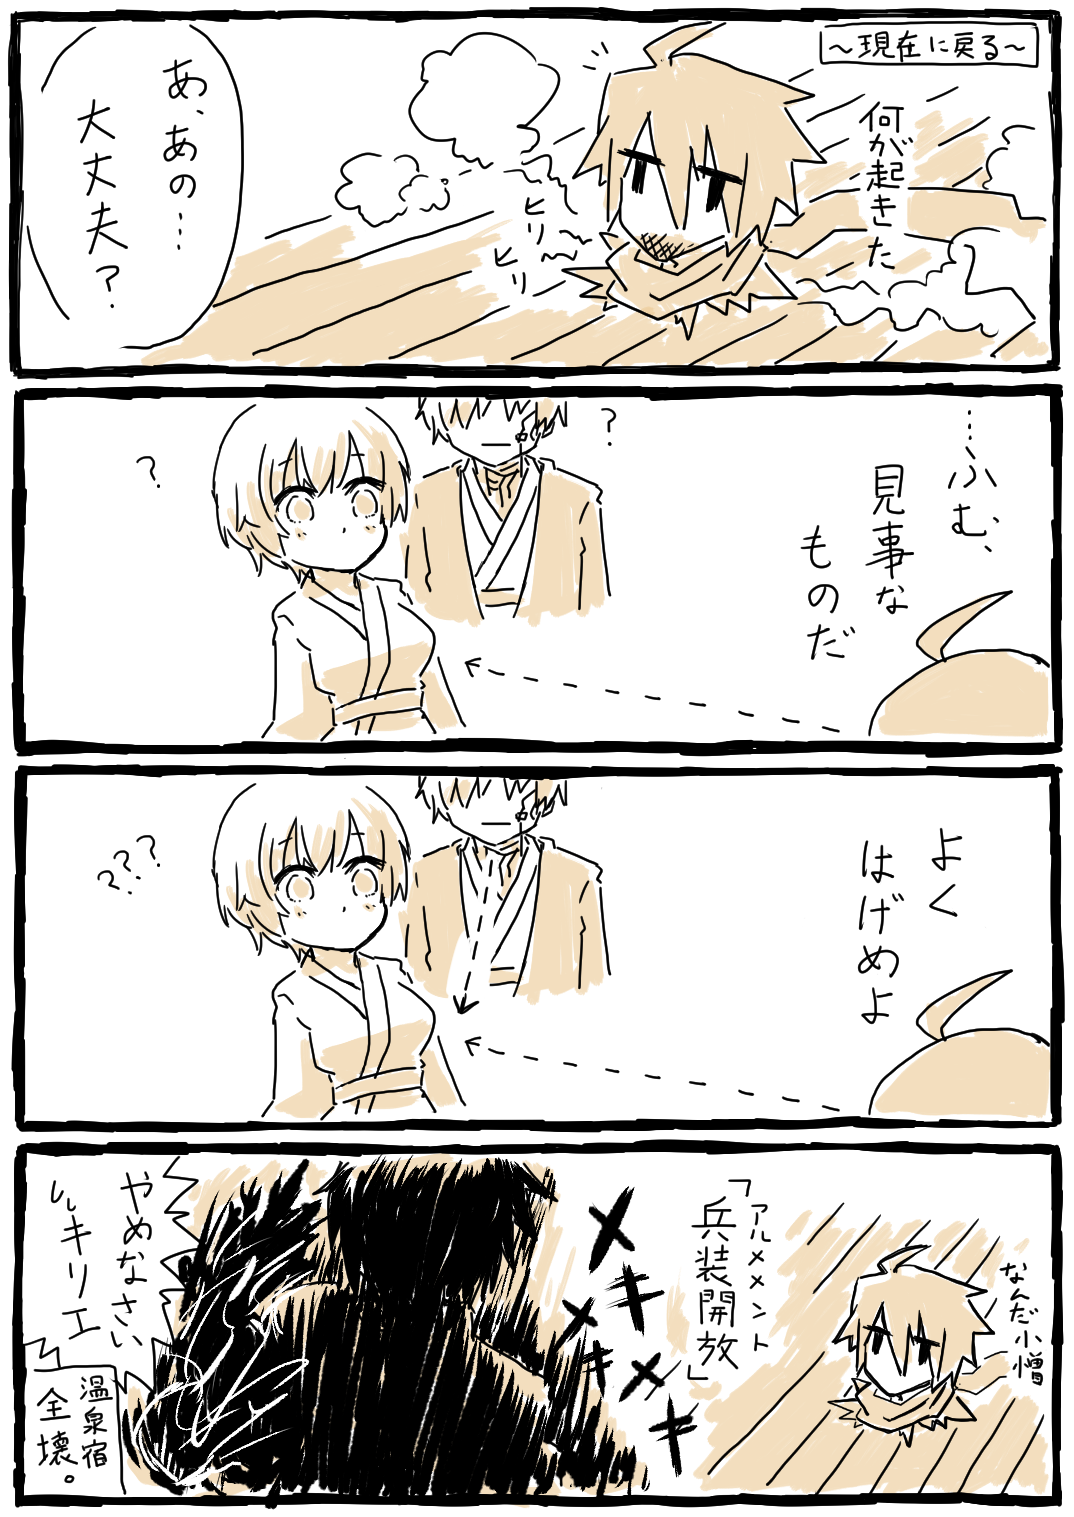 ～現在に戻る～
何が起きた
ヒリ
ヒリ
あ、あの…
大丈夫？
……ふむ、
見事な
ものだ
？
？
よく
はげめよ
？？？
なんだ小僧
「兵装開放」
アルメメント
メキメキメキ
やめなさい
ルキリエ
温泉宿
全壊。